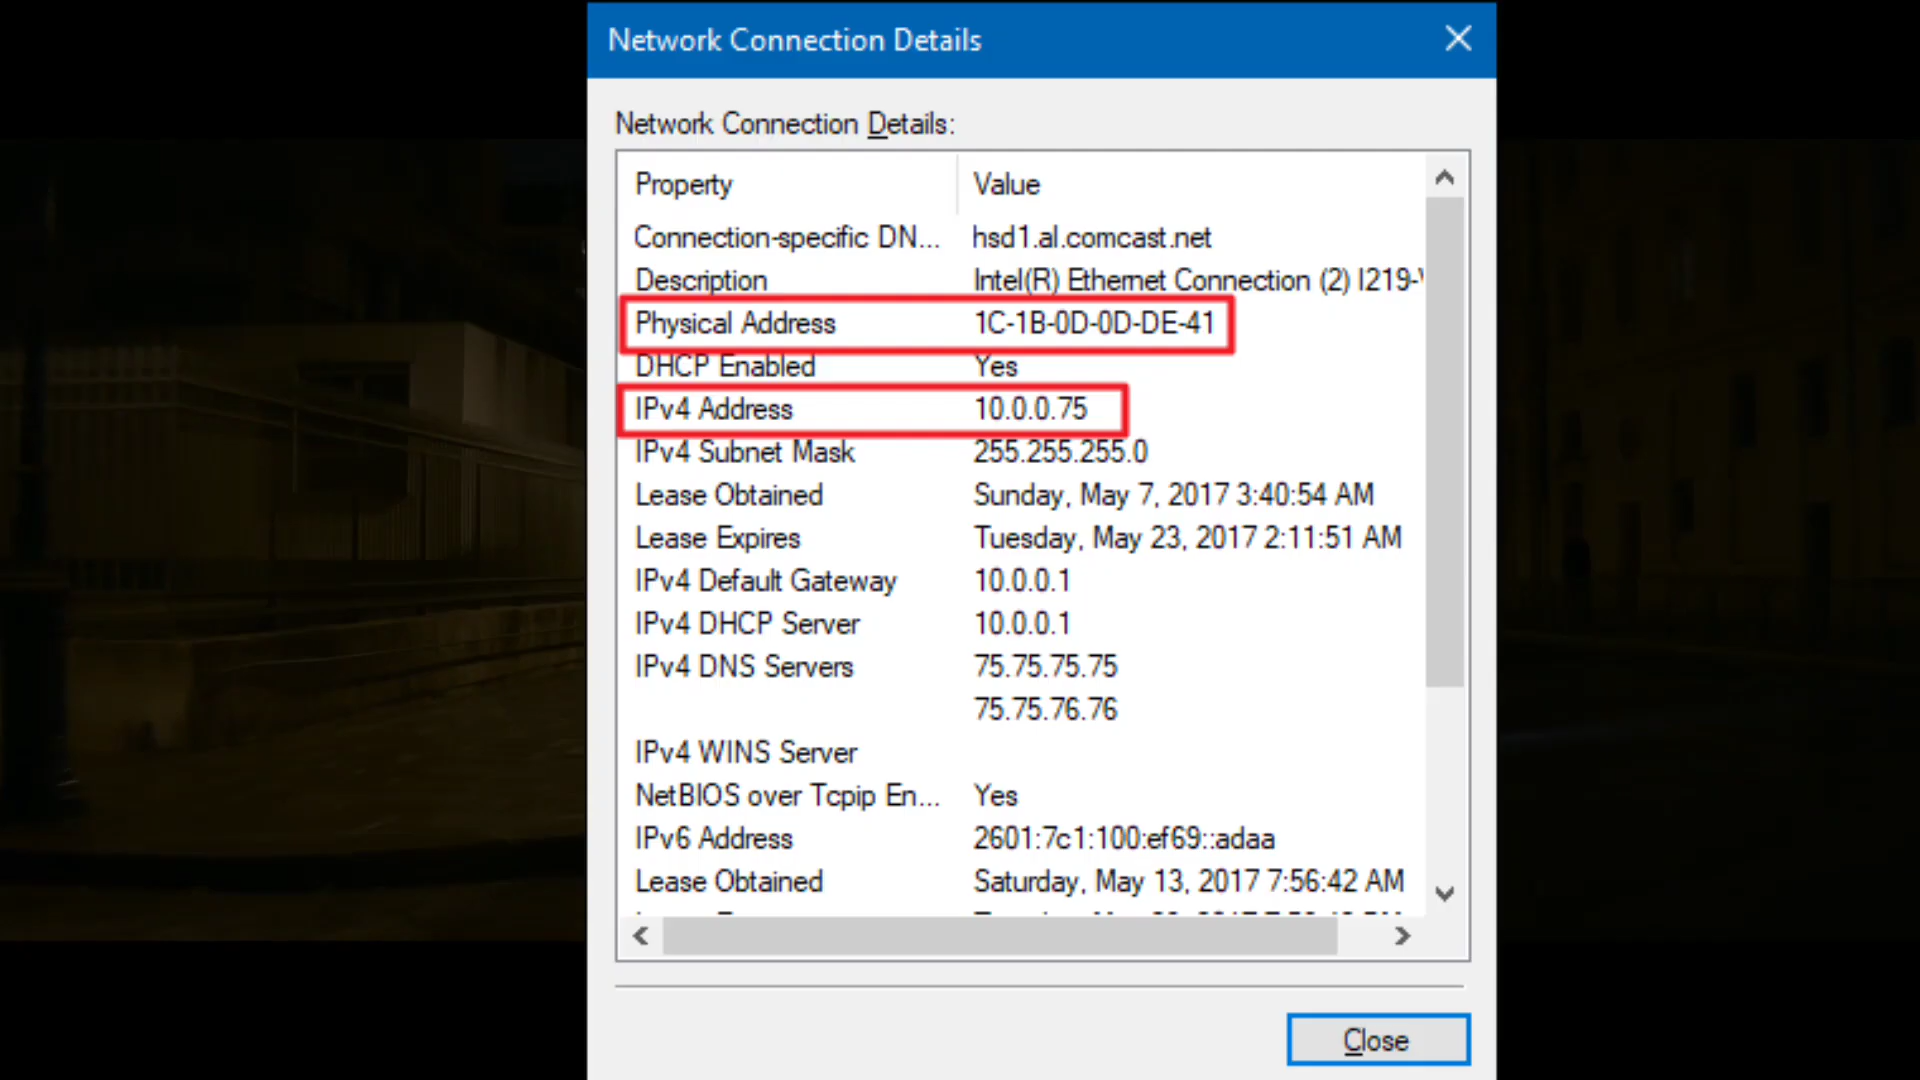 Network Connection Details
Network Connection Details:
Property Value
Connection-specific DN... hsd1.al.comcast.net
Description Intel(R) Ethernet Connection (2) I219-
Physical Address 1C-1B-0D-0D-DE-41
DHCP Enabled Yes
IPv4 Address 10.0.0.75
IPv4 Subnet Mask 255.255.255.0
Lease Obtained Sunday, May 7, 2017 3:40:54 AM
Lease Expires Tuesday, May 23, 2017 2:11:51 AM
IPv4 Default Gateway 10.0.0.1
IPv4 DHCP Server 10.0.0.1
IPv4 DNS Servers 75.75.75.75
75.75.76.76
IPv4 WINS Server
NetBIOS over Tcpip En... Yes
IPv6 Address 2601:7c1:100:ef69::adaa
Lease Obtained Saturday, May 13, 2017 7:56:42 AM
Close